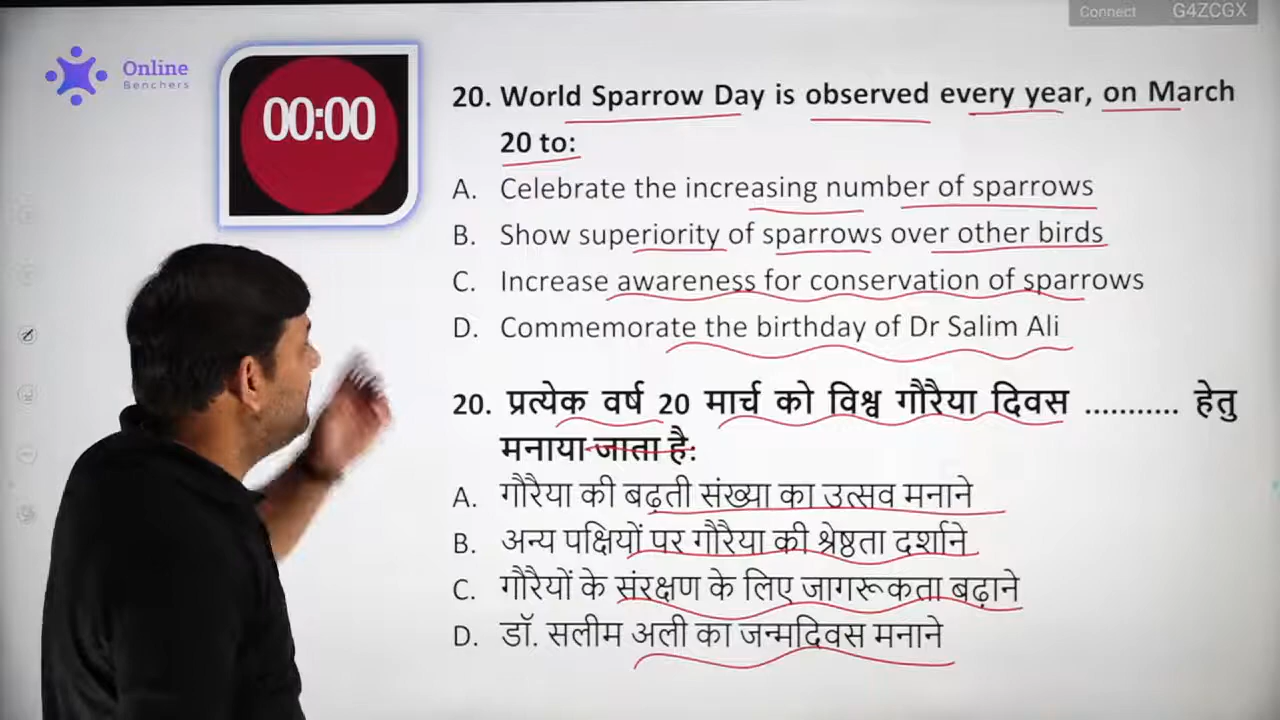 Connect G4ZCGX
Online
Benchers
00:00
20. World Sparrow Day is observed every year, on March
20 to:
A. Celebrate the increasing number of sparrows
B. Show superiority of sparrows over other birds
C. Increase awareness for conservation of sparrows
D. Commemorate the birthday of Dr Salim Ali
20. प्रत्येक वर्ष 20 मार्च को विश्व गौरैया दिवस ........... हेतु
मनाया जाता है:
A. गौरैया की बढ़ती संख्या का उत्सव मनाने
B. अन्य पक्षियों पर गौरैया की श्रेष्ठता दर्शाने
C. गौरैयों के संरक्षण के लिए जागरूकता बढ़ाने
D. डॉ. सलीम अली का जन्मदिवस मनाने